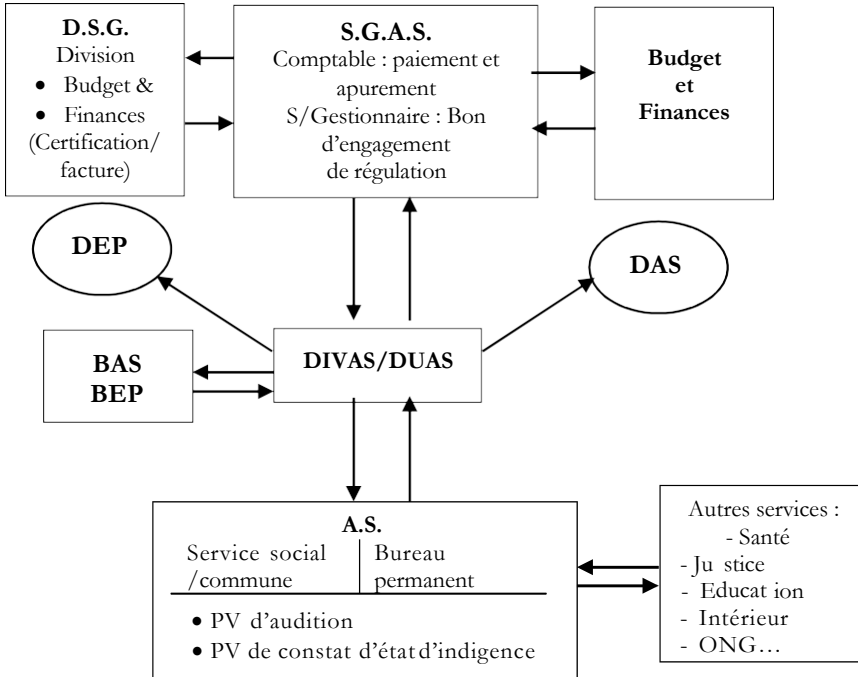 D.S.G.
Division
• Budget &
• Finances
(Certification/
facture)
S.G.A.S.
Comptable : paiement et
apurement
S/Gestionnaire : Bon
d’engagement
de régulation
Budget
et
Finances
DEP
DAS
BAS
BEP
DIVAS/DUAS
A.S.
Service social
/commune
Bureau
permanent
• PV d’audition
• PV de constat d’état d’indigence
Autres services :
- Santé
- Ju stice
- Educat ion
- Intérieur
- ONG…